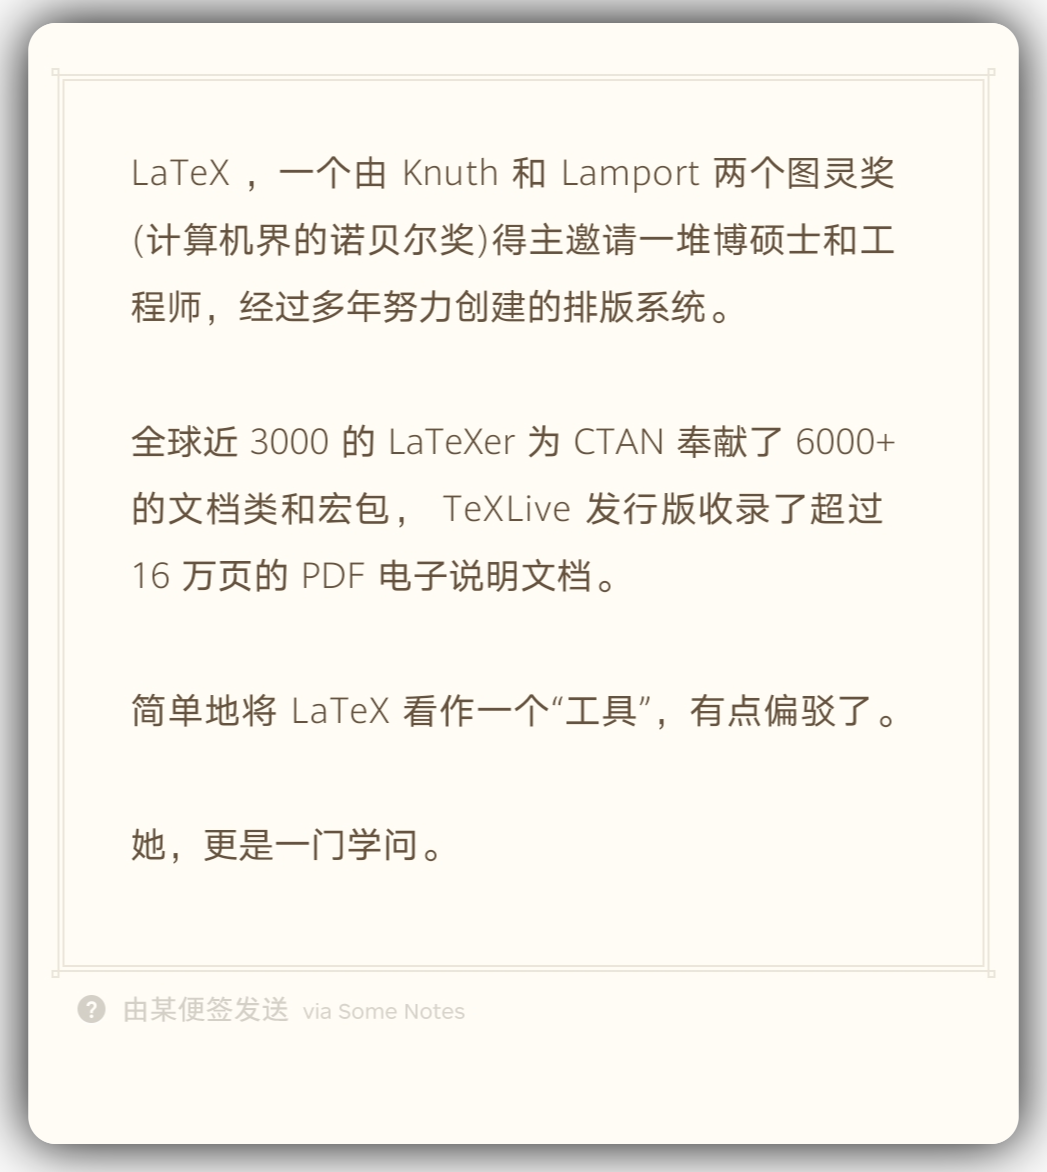 LaTeX ，一个由 Knuth 和 Lamport 两个图灵奖
(计算机界的诺贝尔奖)得主邀请一堆博硕士和工
程师，经过多年努力创建的排版系统。
全球近 3000 的 LaTeXer 为 CTAN 奉献了 6000+
的文档类和宏包， TeXLive 发行版收录了超过
16 万页的 PDF 电子说明文档。
简单地将 LaTeX 看作一个“工具”，有点偏驳了。
她，更是一门学问。
? 由某便签发送 via Some Notes